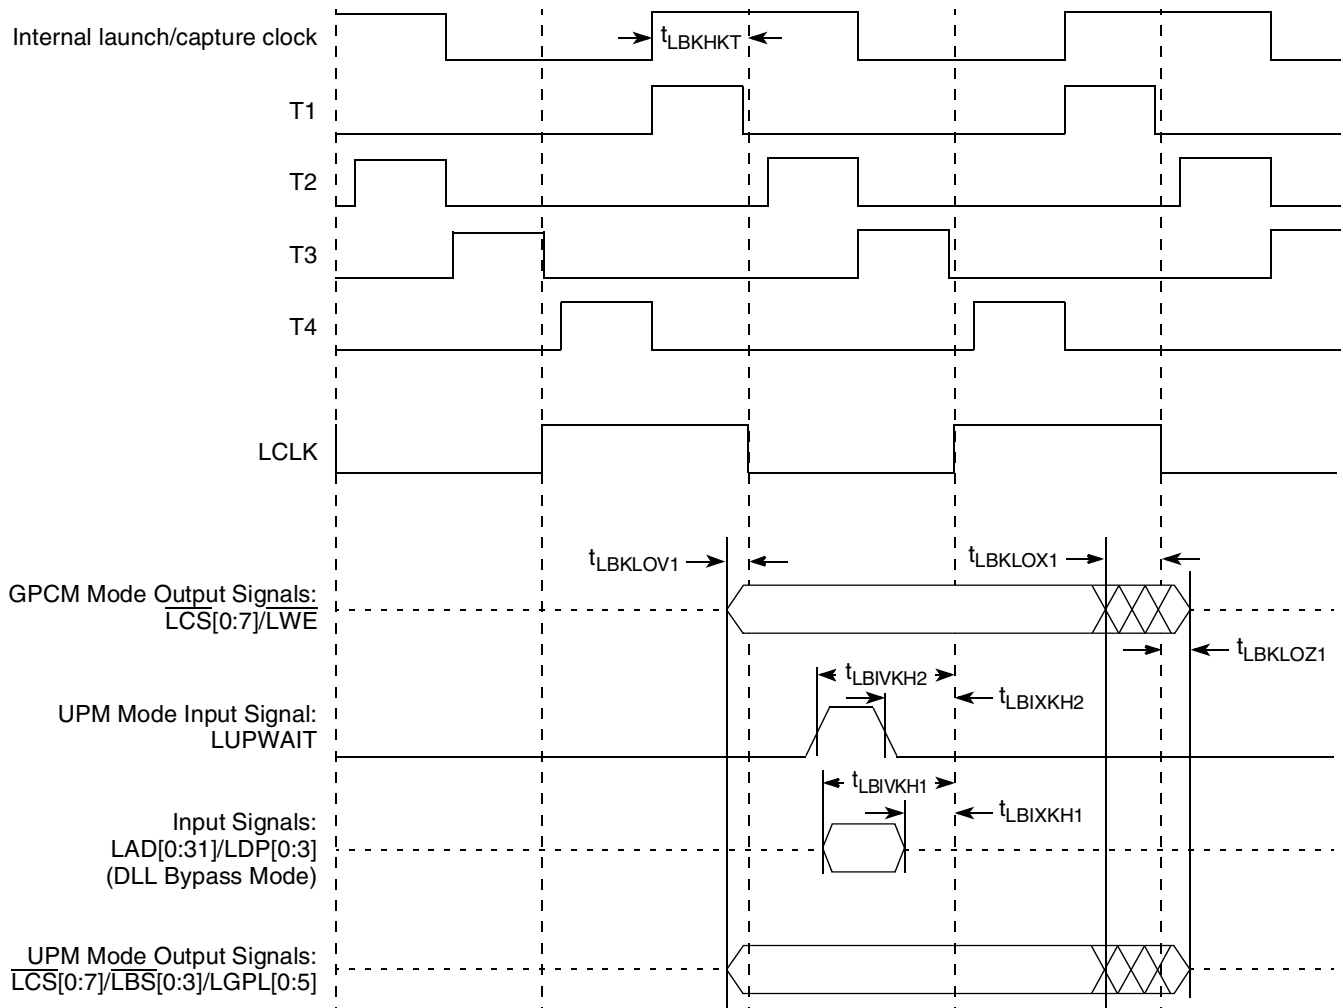 Internal launch/capture clock
tLBKHKT
T1
T2
T3
T4
LCLK
tLBKLOV1
tLBKLOX1
GPCM Mode Output Signals:
LCS[0:7]/LWE
tLBKLOZ1
tLBIVKH2
tLBIXKH2
UPM Mode Input Signal:
LUPWAIT
tLBIVKH1
tLBIXKH1
Input Signals:
LAD[0:31]/LDP[0:3]
(DLL Bypass Mode)
UPM Mode Output Signals:
LCS[0:7]/LBS[0:3]/LGPL[0:5]